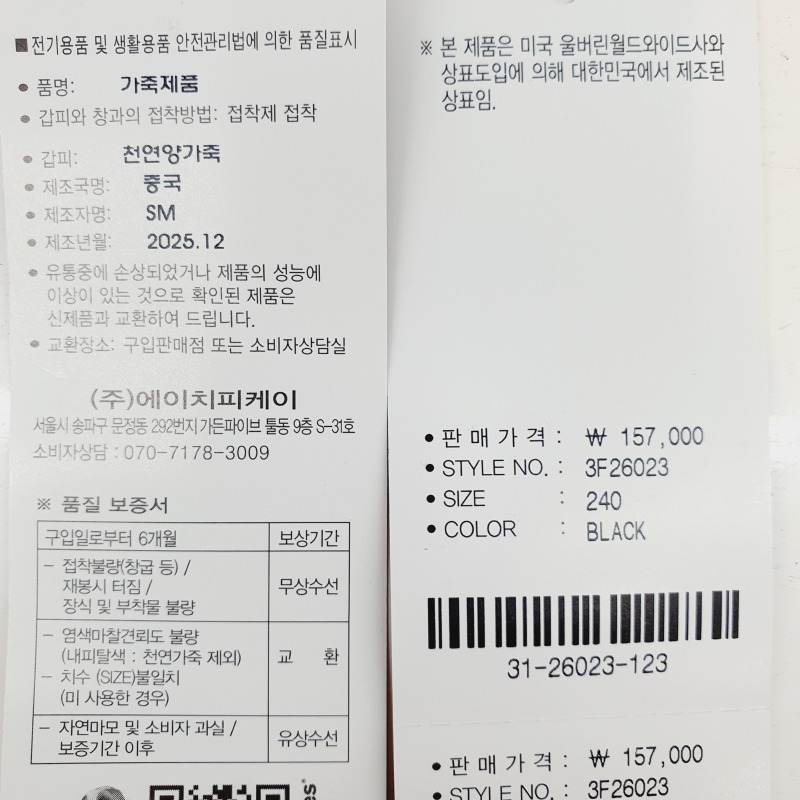 ■전기용품 및 생활용품 안전관리법에 의한 품질표시
● 품명: 가죽제품
● 갑피와 창과의 접착방법: 접착제 접착
● 갑피: 천연양가죽
● 제조국명: 중국
● 제조자명: SM
● 제조년월: 2025.12
● 유통중에 손상되었거나 제품의 성능에
이상이 있는 것으로 확인된 제품은
신제품과 교환하여 드립니다.
● 교환장소: 구입판매점 또는 소비자상담실
(주)에이치피케이
서울시 송파구 문정동 292번지 가든파이브 툴동 9층 S-31호
소비자상담 : 070-7178-3009
※ 품질 보증서
구입일로부터 6개월 보상기간
- 접착불량(창굽 등) /
재봉시 터짐 /
장식 및 부착물 불량
무상수선
- 염색마찰견뢰도 불량
(내피탈색 : 천연가죽 제외)
- 치수 (SIZE)불일치
(미 사용한 경우)
교 환
- 자연마모 및 소비자 과실 /
보증기간 이후
유상수선
※ 본 제품은 미국 울버린월드와이드사와
상표도입에 의해 대한민국에서 제조된
상표임.
● 판매가격 : ₩ 157,000
● STYLE NO. : 3F26023
● SIZE : 240
● COLOR : BLACK
31-26023-123
● 판매가격 : ₩ 157,000
● STYLE NO. : 3F26023